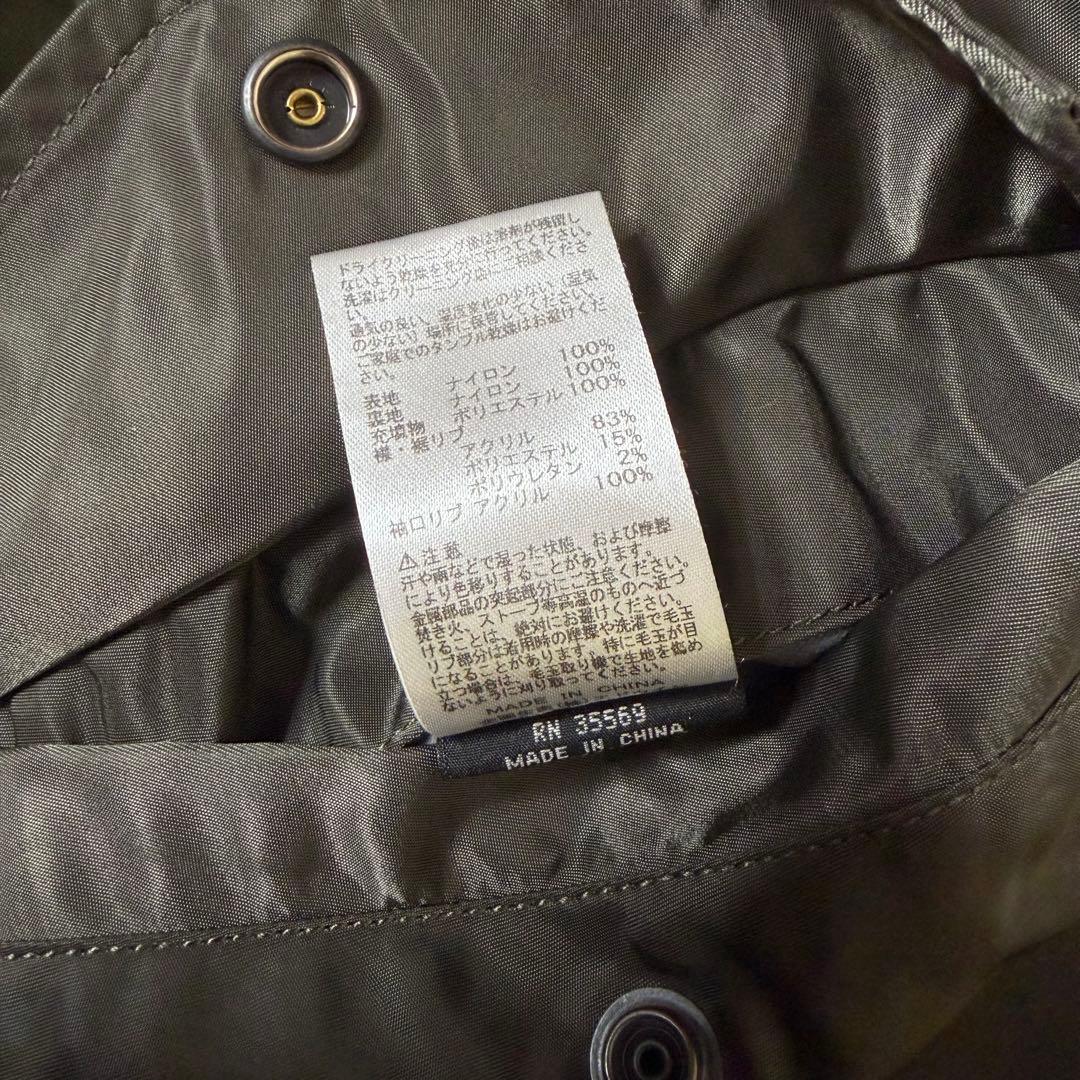 ドライクリーニング後は溶剤が残留し
ないよう乾燥を充分に行ってください。
洗濯はクリーニング店にご相談くださ
い。
通気の良い、温度変化の少ない（湿気
の少ない）場所に保管してください。
ご家庭でのタンブル乾燥はお避けくだ
さい。
表地 ナイロン 100%
裏地 ナイロン 100%
充填物 ポリエステル 100%
襟・裾リブ
アクリル 83%
ポリエステル 15%
ポリウレタン 2%
袖口リブ アクリル 100%
⚠注意
汗や雨などで湿った状態、および摩擦
により色移りすることがあります。
金属部品の突起部分にご注意ください。
焚き火、ストーブ等高温のものへ近づ
けることは、絶対にお避けください。
リブ部分は着用時の摩擦や洗濯で毛玉
になることがあります。特に毛玉が目
立つ場合は、毛玉取り機で生地を傷め
ないように刈り取ってください。
MADE IN CHINA
RN 35569
MADE IN CHINA